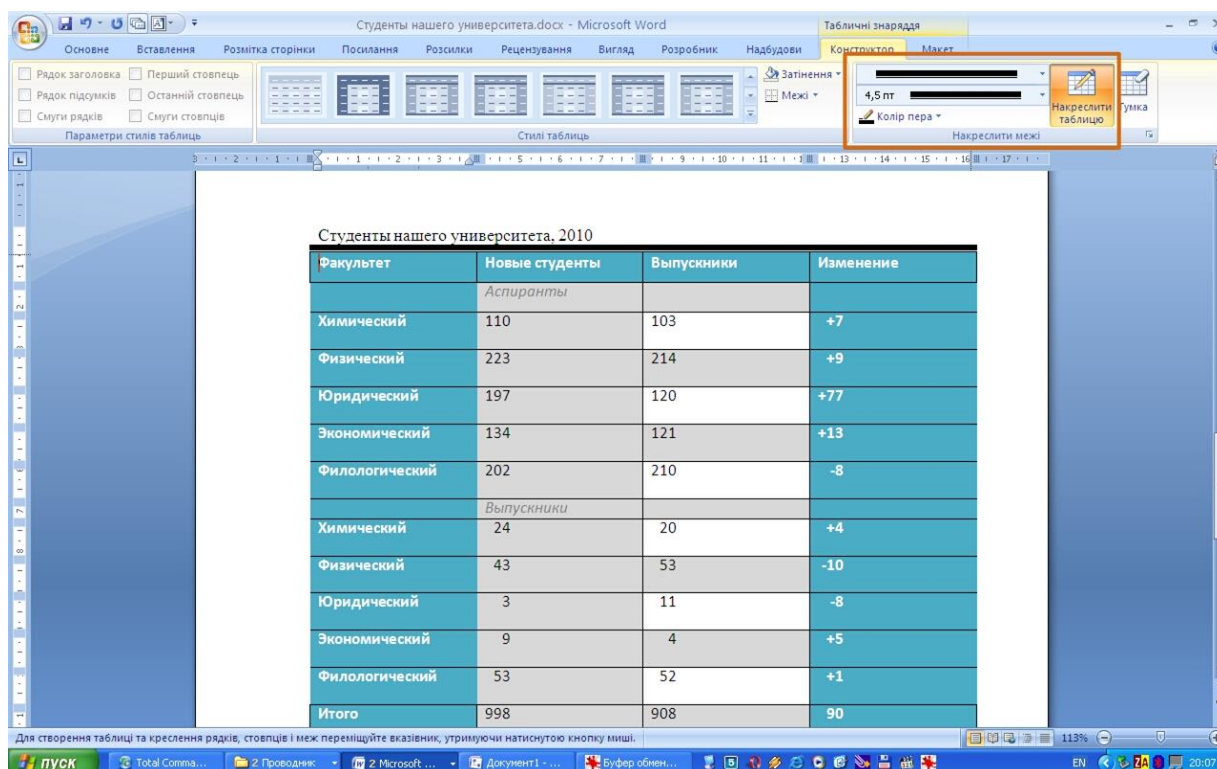 Студенты нашего университета.docx - Microsoft Word
Табличні знаряддя
Основне Вставлення Розмітка сторінки Посилання Розсилки Рецензування Вигляд Розробник Надбудови Конструктор Макет
Рядок заголовка Перший стовпець
Рядок підсумків Останній стовпець
Смуги рядків Смуги стовпців
Параметри стилів таблиць
Стилі таблиць
Затінення
Межі
4,5 пт
Колір пера
Накреслити таблицю
Гумка
Накреслити межі
Студенты нашего университета, 2010
Факультет Новые студенты Выпускники Изменение
Аспиранты
Химический 110 103 +7
Физический 223 214 +9
Юридический 197 120 +77
Экономический 134 121 +13
Филологический 202 210 -8
Выпускники
Химический 24 20 +4
Физический 43 53 -10
Юридический 3 11 -8
Экономический 9 4 +5
Филологический 53 52 +1
Итого 998 908 90
Для створення таблиці та креслення рядків, стовпців і меж переміщуйте вказівник, утримуючи натиснутою кнопку миші.
113%
пуск Total Comma... 2 Проводник 2 Microsoft ... Документ1 - ... Буфер обмен... EN 20:07